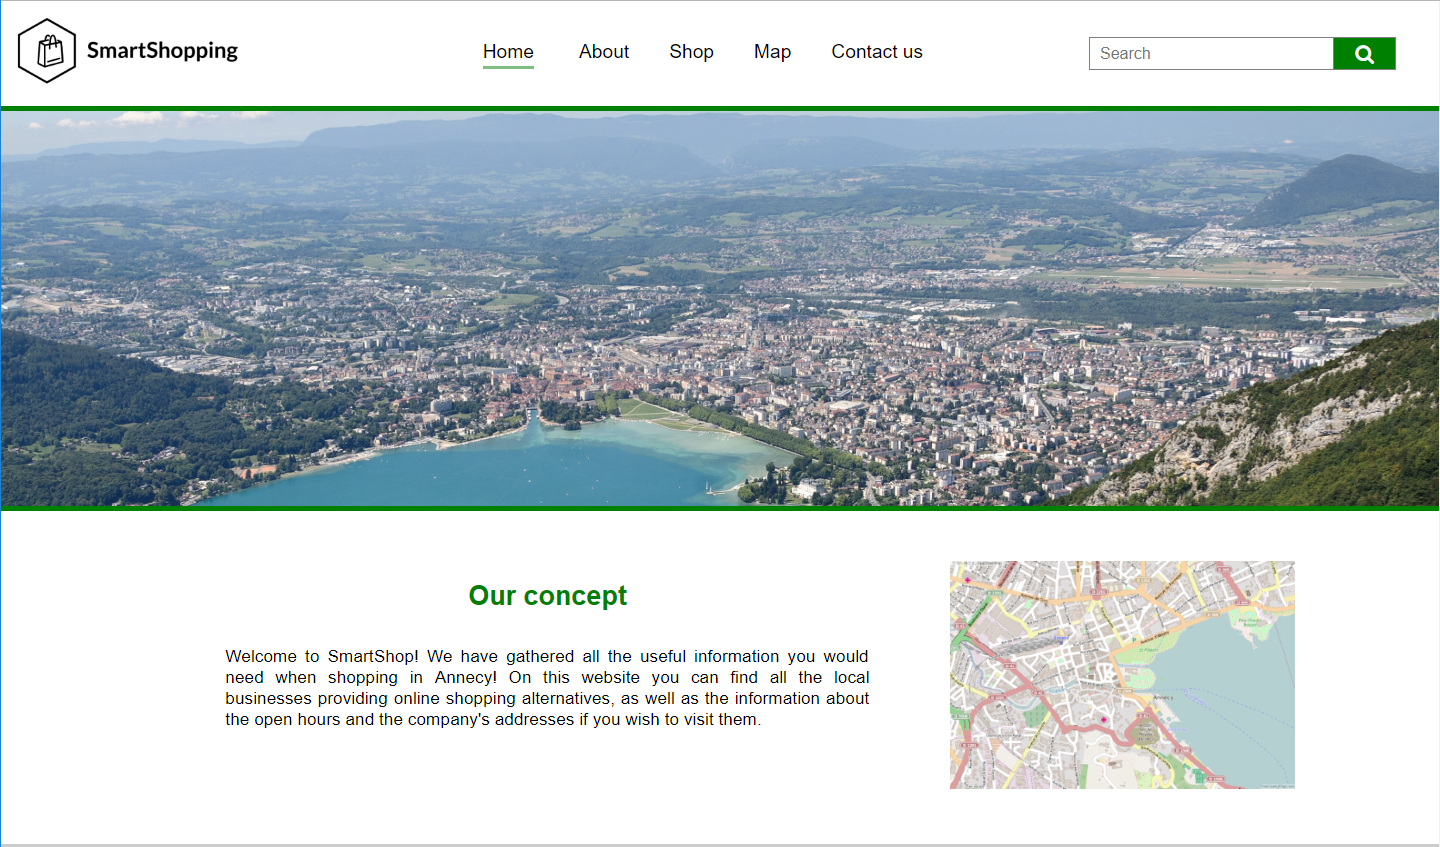 SmartShopping
Home About Shop Map Contact us
Search
Our concept
Welcome to SmartShop! We have gathered all the useful information you would
need when shopping in Annecy! On this website you can find all the local
businesses providing online shopping alternatives, as well as the information about
the open hours and the company's addresses if you wish to visit them.
Annecy